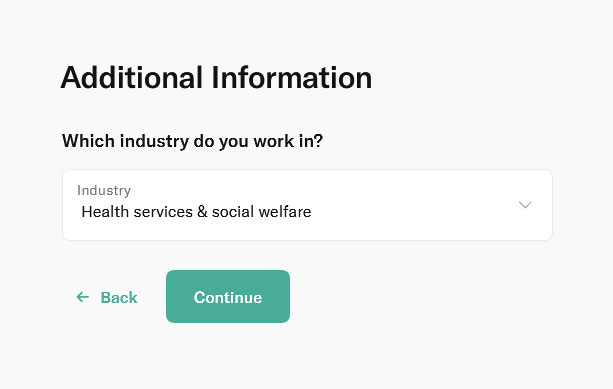 Additional Information
Which industry do you work in?
Industry
Health services & social welfare
← Back Continue